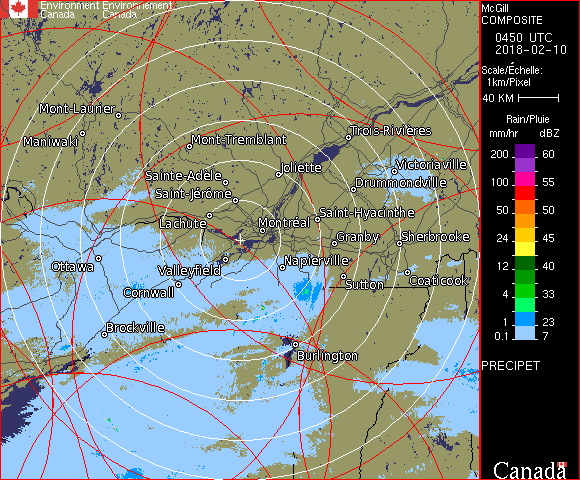 Environment Environnement
Canada Canada
McGill
COMPOSITE
0450 UTC
2018-02-10
Scale/Échelle:
1km/Pixel
40 KM
Rain/Pluie
mm/hr dBZ
200 60
100 55
50 50
24 45
12 40
4 33
1 23
0.1 7
PRECIPET
Canada
Mont-Laurier
Maniwaki
Mont-Tremblant
Trois-Rivières
Sainte-Adèle
Joliette
Victoriaville
Drummondville
Saint-Jérôme
Lachute
Montréal
Saint-Hyacinthe
Granby
Sherbrooke
Ottawa
Valleyfield
Napierville
Cornwall
Sutton
Coaticook
Brockville
Burlington